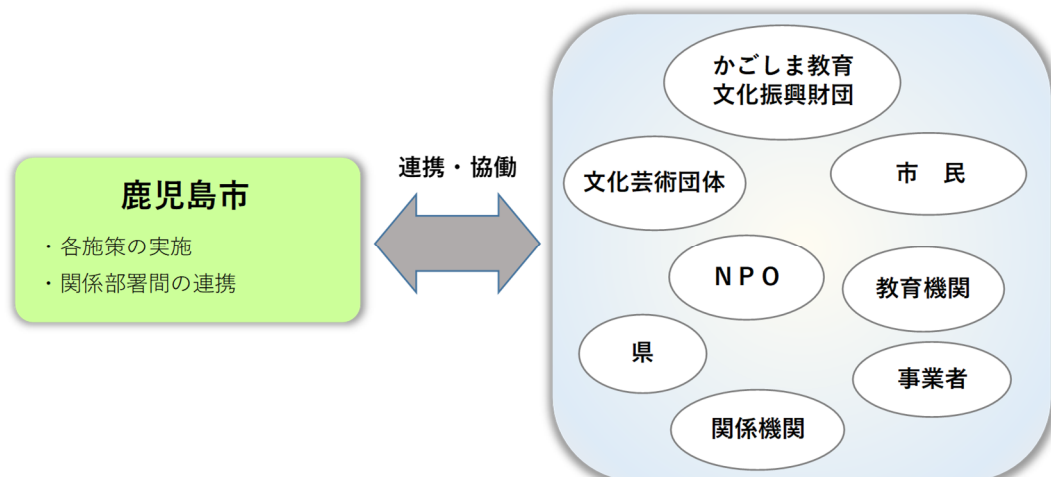 鹿児島市
・各施策の実施
・関係部署間の連携
連携・協働
かごしま教育
文化振興財団
文化芸術団体
市　民
ＮＰＯ
教育機関
県
事業者
関係機関